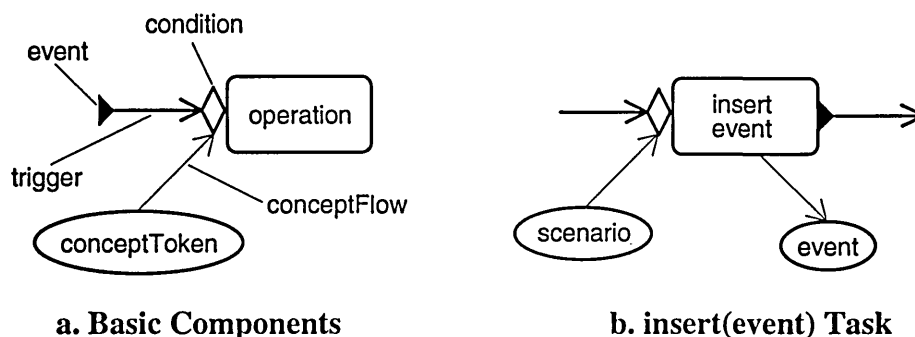 condition
event
operation
trigger
conceptFlow
conceptToken
a. Basic Components
insert
event
scenario
event
b. insert(event) Task